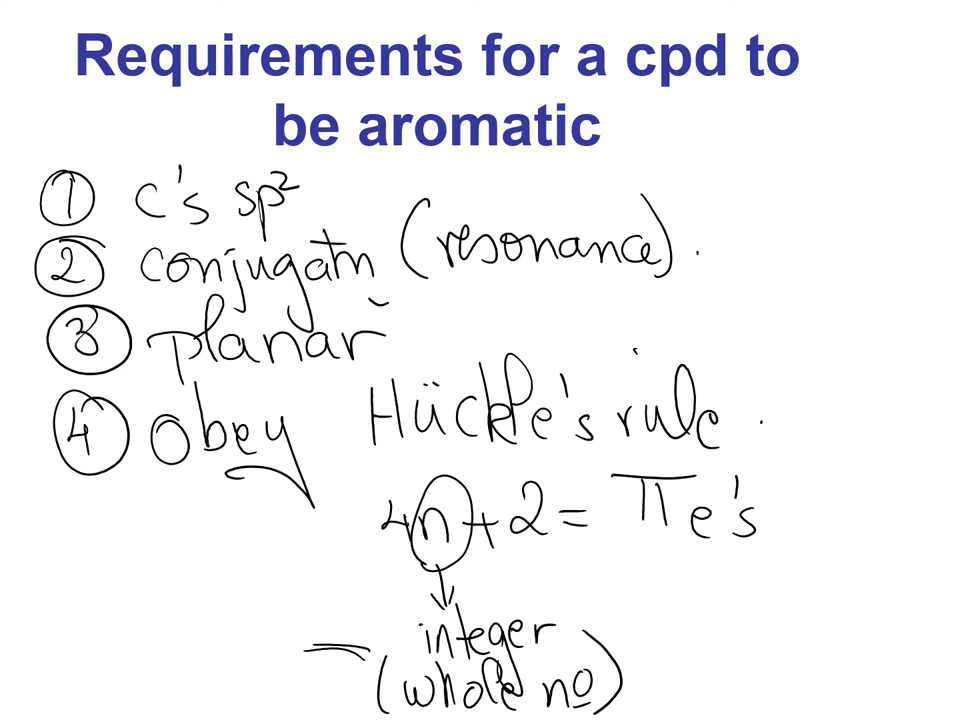 Requirements for a cpd to
be aromatic
① C's sp²
② conjugatn (resonance).
③ planar
④ Obey Hückle's rule.
4n + 2 = π e's
integer
(whole no)